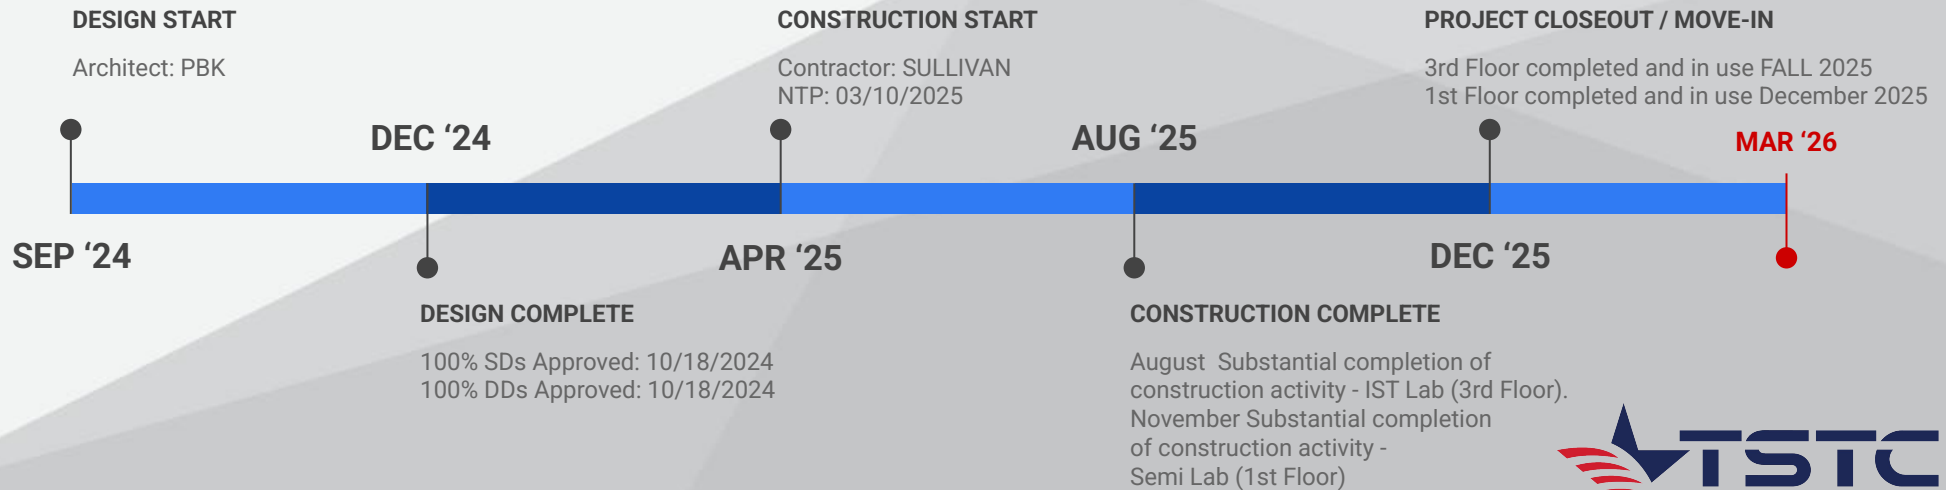 DESIGN START
Architect: PBK
CONSTRUCTION START
Contractor: SULLIVAN
NTP: 03/10/2025
PROJECT CLOSEOUT / MOVE-IN
3rd Floor completed and in use FALL 2025
1st Floor completed and in use December 2025
DEC ‘24
AUG ‘25
MAR ‘26
SEP ‘24
APR ‘25
DEC ‘25
DESIGN COMPLETE
100% SDs Approved: 10/18/2024
100% DDs Approved: 10/18/2024
CONSTRUCTION COMPLETE
August  Substantial completion of
construction activity - IST Lab (3rd Floor).
November Substantial completion
of construction activity -
Semi Lab (1st Floor)
TSTC